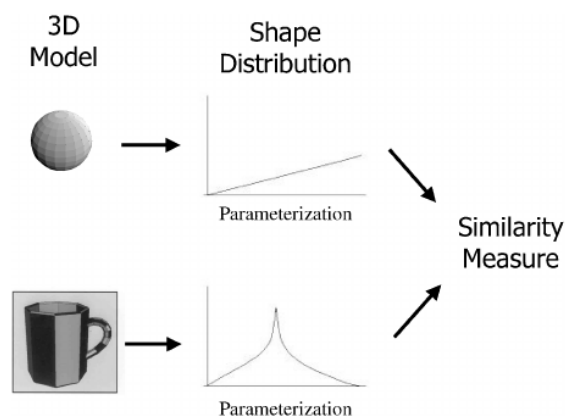 3D
Model
Shape
Distribution
Parameterization
Similarity
Measure
Parameterization